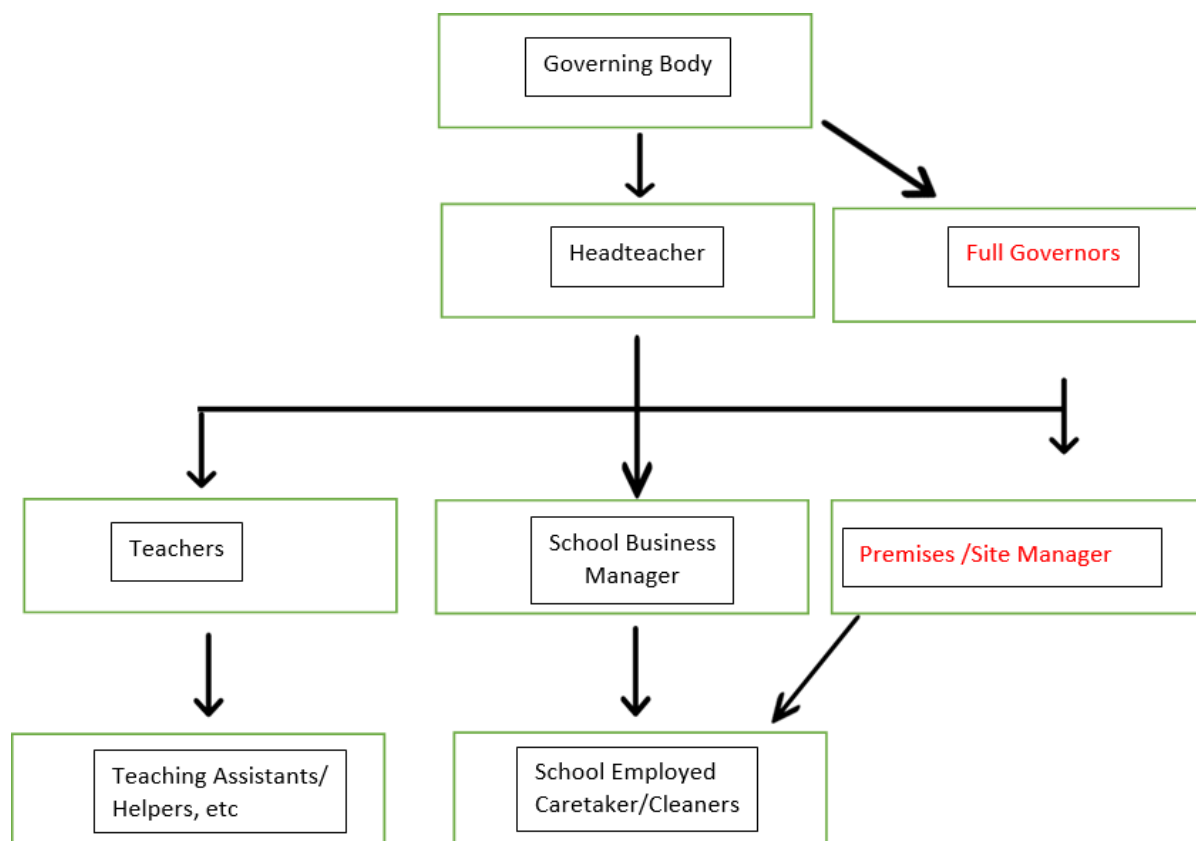 Governing Body
Headteacher
Full Governors
Teachers
School Business
Manager
Premises /Site Manager
Teaching Assistants/
Helpers, etc
School Employed
Caretaker/Cleaners